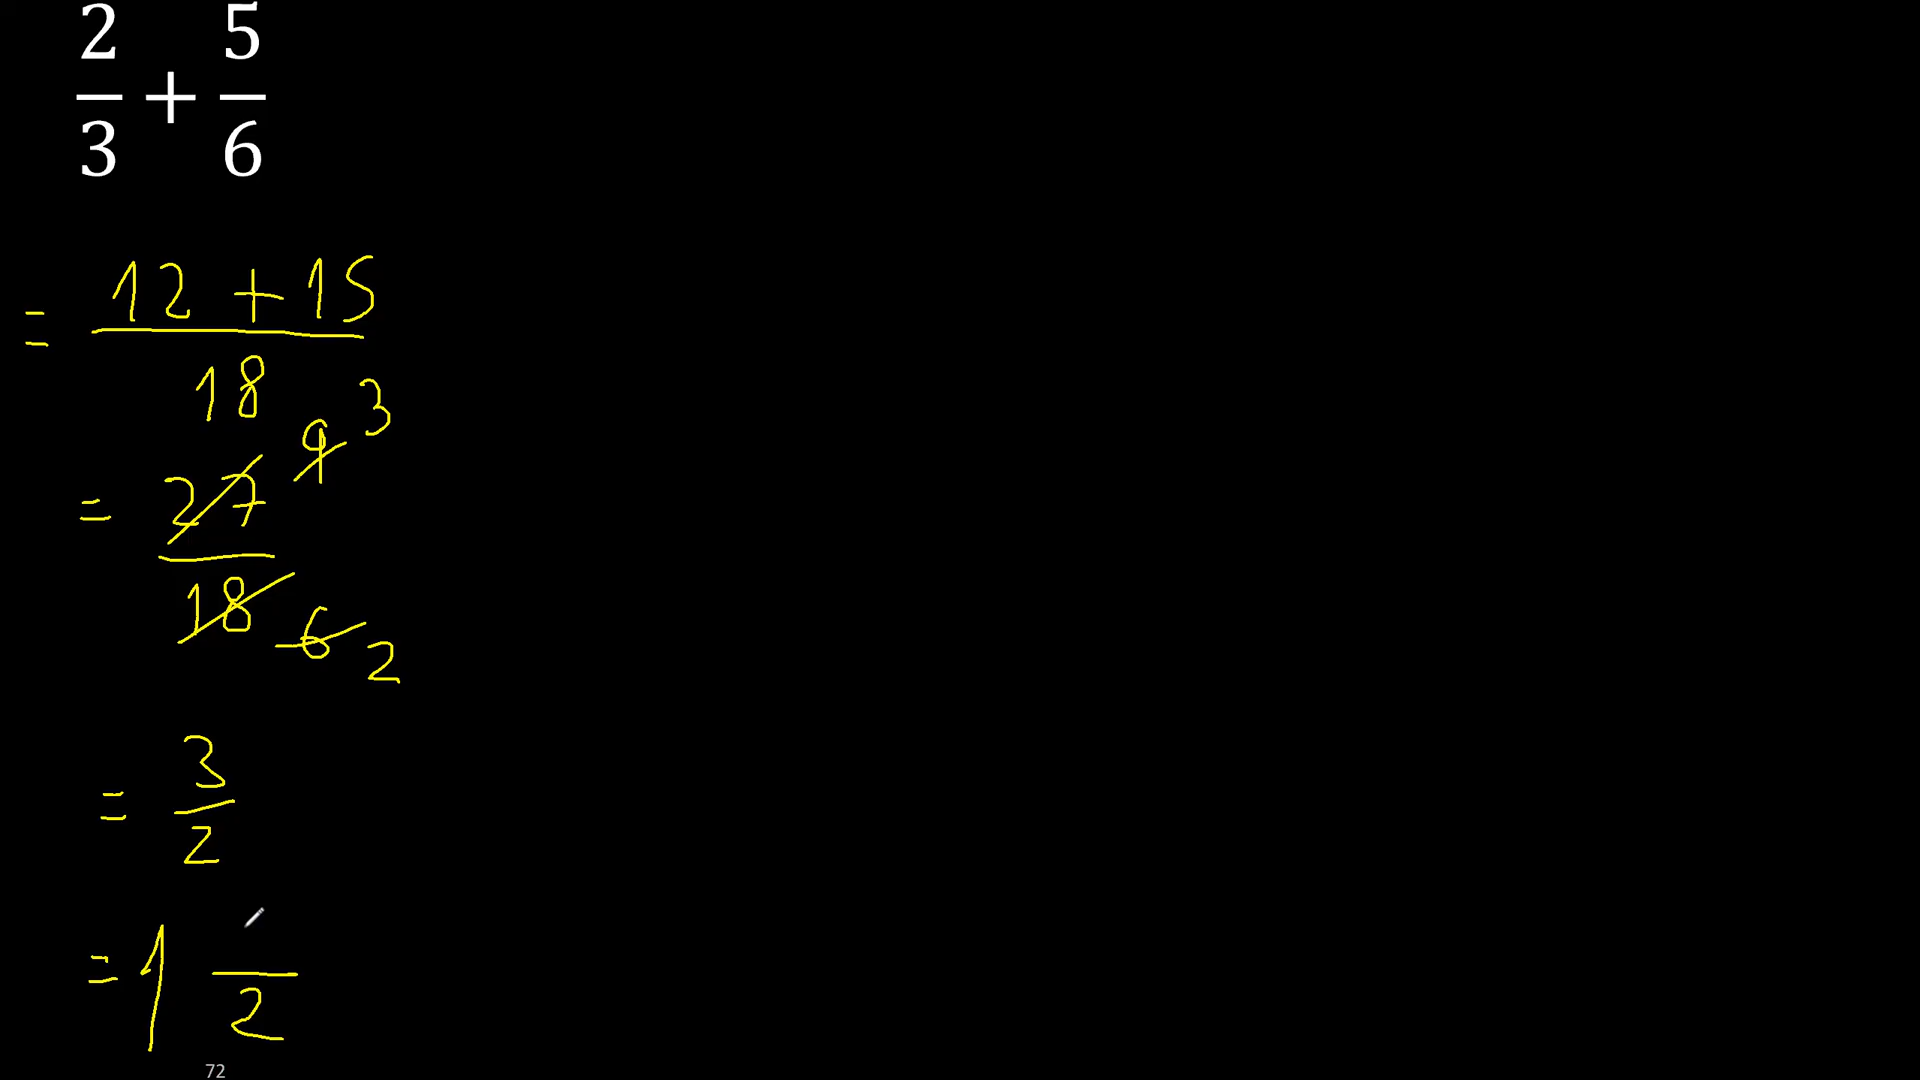 2/3 + 5/6
= 12 + 15 / 18
= 27/18 9/6 3/2
= 3/2
= 1 /2
72